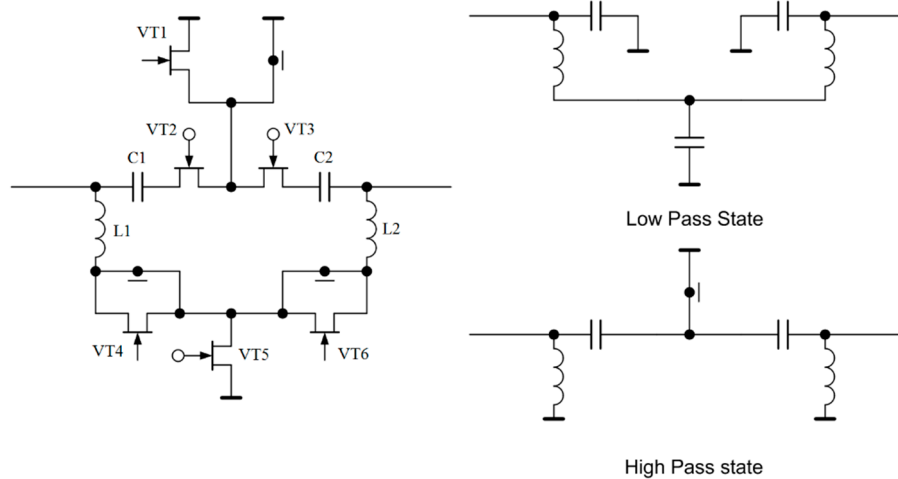 VT1
VT2
VT3
C1
C2
L1
L2
VT4
VT5
VT6
Low Pass State
High Pass state